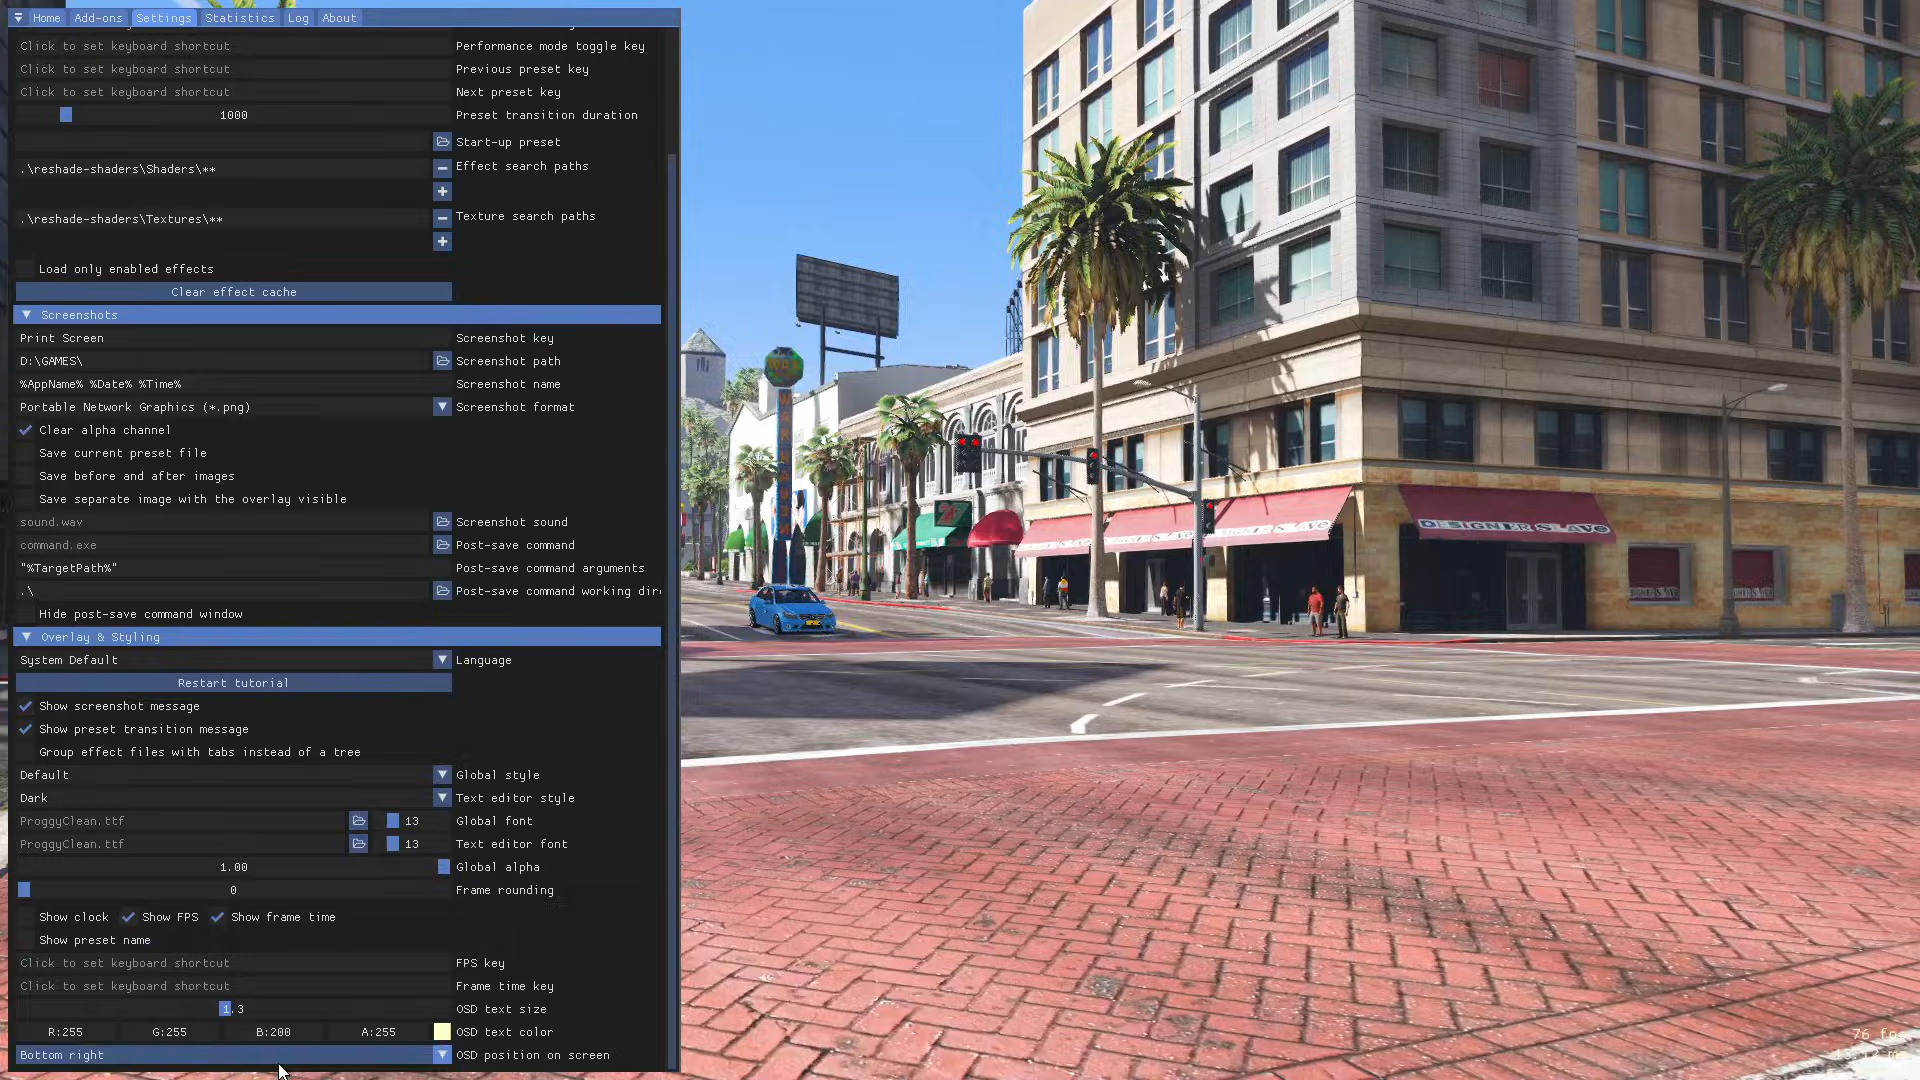 Home Add-ons Settings Statistics Log About
Click to set keyboard shortcut Performance mode toggle key
Click to set keyboard shortcut Previous preset key
Click to set keyboard shortcut Next preset key
1000 Preset transition duration
Start-up preset
.\reshade-shaders\Shaders\** Effect search paths
.\reshade-shaders\Textures\** Texture search paths
Load only enabled effects
Clear effect cache
Screenshots
Print Screen Screenshot key
D:\GAMES\ Screenshot path
%AppName% %Date% %Time% Screenshot name
Portable Network Graphics (*.png) Screenshot format
Clear alpha channel
Save current preset file
Save before and after images
Save separate image with the overlay visible
sound.wav Screenshot sound
command.exe Post-save command
"%TargetPath%" Post-save command arguments
.\ Post-save command working dir
Hide post-save command window
Overlay & Styling
System Default Language
Restart tutorial
Show screenshot message
Show preset transition message
Group effect files with tabs instead of a tree
Default Global style
Dark Text editor style
ProggyClean.ttf 13 Global font
ProggyClean.ttf 13 Text editor font
1.00 Global alpha
0 Frame rounding
Show clock Show FPS Show frame time
Show preset name
Click to set keyboard shortcut FPS key
Click to set keyboard shortcut Frame time key
1.3 OSD text size
R:255 G:255 B:200 A:255 OSD text color
Bottom right OSD position on screen
DESIGNER SLAVE
76 fps